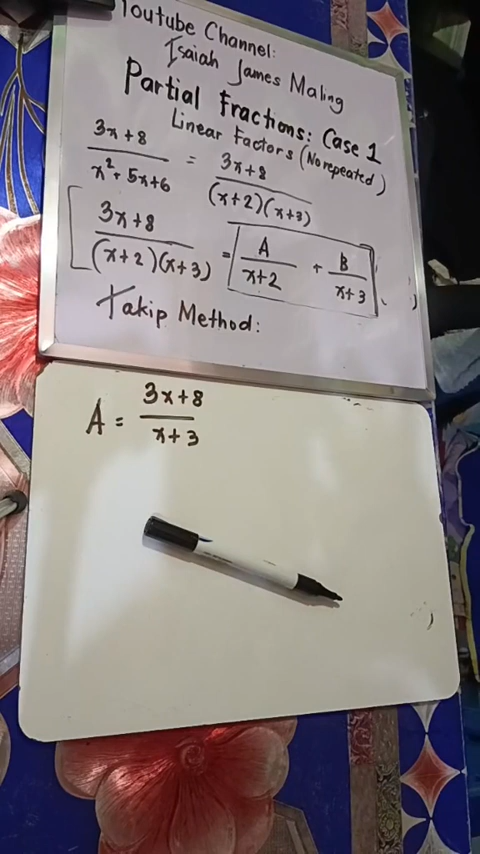 Youtube Channel:
Isaiah James Maling
Partial Fractions: Case 1
Linear Factors (No repeated)
3x+8 / x²+5x+6 = 3x+8 / (x+2)(x+3)
[ 3x+8 / (x+2)(x+3) = A / x+2 + B / x+3
Takip Method:
A = 3x+8 / x+3